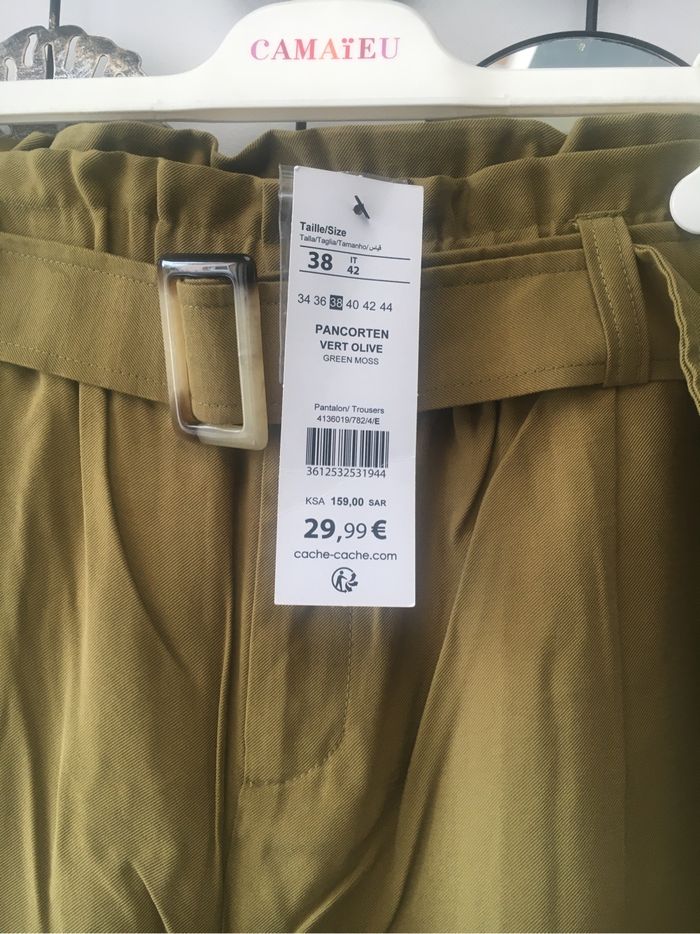 CAMAïEU
Taille/Size
Talla/Taglia/Tamanho/قيس
38 IT 42
34 36 38 40 42 44
PANCORTEN
VERT OLIVE
GREEN MOSS
Pantalon/ Trousers
4136019/782/4/E
3612532531944
KSA 159,00 SAR
29,99 €
cache-cache.com